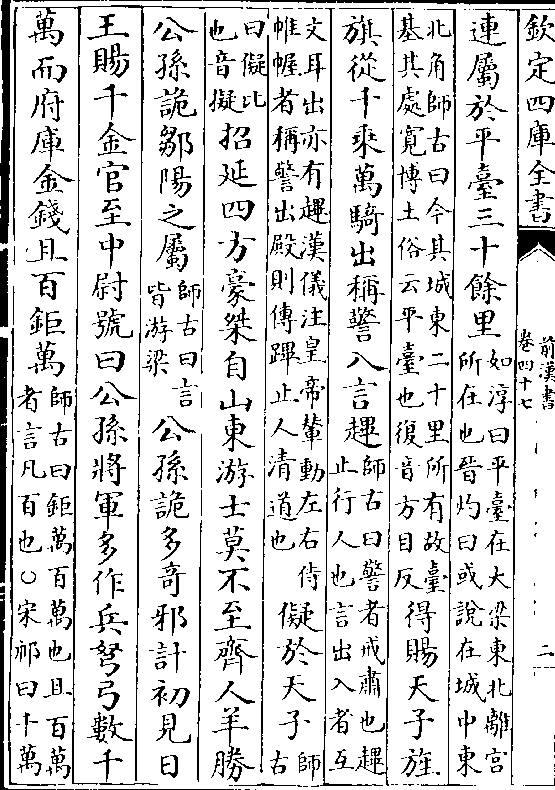 欽定四庫全書
前漢書
卷四十七
二
連屬於平臺三十餘里如淳曰平臺在大梁東北離宮所在也晉灼曰或說在城中東
北角師古曰今其城東二十里所有故臺基其處寛博土俗云平臺也復音方目反得賜天子旌
旗從千乘萬騎出稱警入言趩師古曰警者戒肅也趩止行人也言出入者互
文耳出亦有趩漢儀注皇帝輦動左右侍帷幄者稱警出殿則傳蹕止人清道也儗於天子師古
曰儗比也音擬招延四方豪桀自山東游士莫不至齊人羊勝
公孫詭鄒陽之屬師古曰言皆游梁公孫詭多奇邪計初見日
王賜千金官至中尉號曰公孫將軍多作兵弩弓數千
萬而府庫金錢且百鉅萬師古曰鉅萬百萬也且百萬者言凡百也○宋祁曰十萬